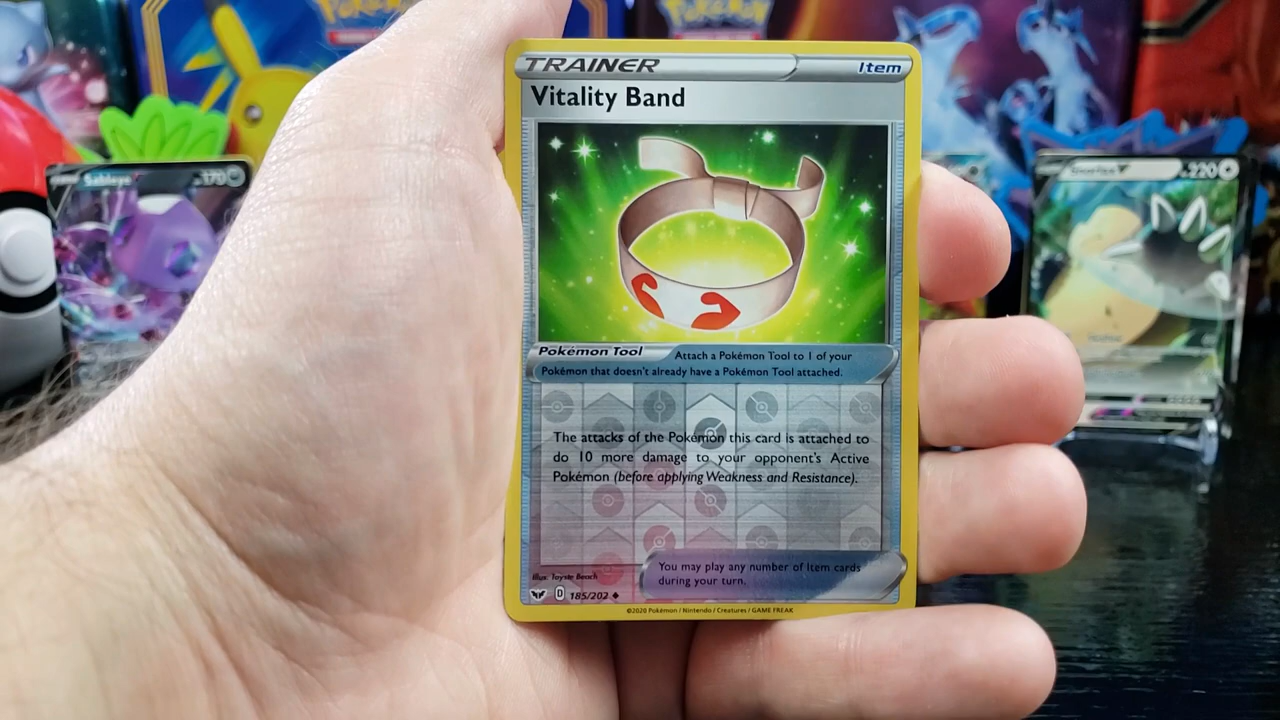 Pokémon
Pokémon
Sableye
170
220
TRAINER
Item
Vitality Band
Pokémon Tool
Attach a Pokémon Tool to 1 of your
Pokémon that doesn't already have a Pokémon Tool attached.
The attacks of the Pokémon this card is attached to
do 10 more damage to your opponent's Active
Pokémon (before applying Weakness and Resistance).
You may play any number of Item cards
during your turn.
Illus. Toyste Beach
D 185/202
©2020 Pokémon / Nintendo / Creatures / GAME FREAK